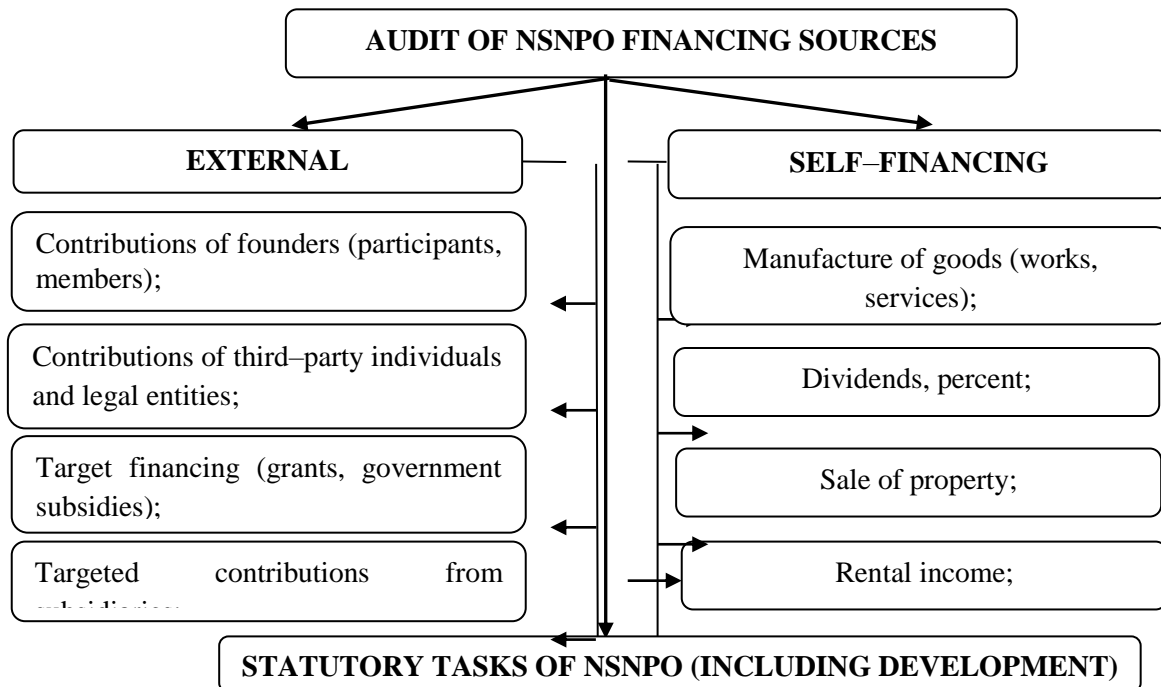 AUDIT OF NSNPO FINANCING SOURCES
EXTERNAL
Contributions of founders (participants,
members);
Contributions of third–party individuals
and legal entities;
Target financing (grants, government
subsidies);
Targeted contributions from
SELF–FINANCING
Manufacture of goods (works,
services);
Dividends, percent;
Sale of property;
Rental income;
STATUTORY TASKS OF NSNPO (INCLUDING DEVELOPMENT)